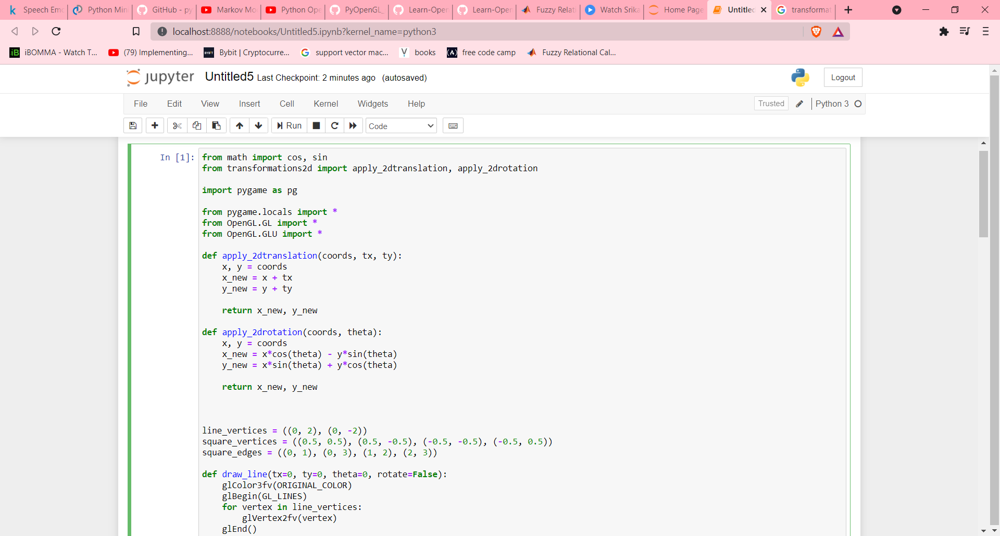 Speech Emo
Python Min
GitHub - py
Markov Mo
Python Ope
PyOpenGL_
Learn-Open
Learn-Open
Fuzzy Relati
Watch Srika
Home Page
Untitled
transformat
localhost:8888/notebooks/Untitled5.ipynb?kernel_name=python3
iBOMMA - Watch T...
(79) Implementing...
Bybit | Cryptocurre...
support vector mac...
books
free code camp
Fuzzy Relational Cal...
jupyter Untitled5 Last Checkpoint: 2 minutes ago (autosaved)
Logout
File Edit View Insert Cell Kernel Widgets Help
Trusted
Python 3
Run
Code
In [1]:
from math import cos, sin
from transformations2d import apply_2dtranslation, apply_2drotation
import pygame as pg
from pygame.locals import *
from OpenGL.GL import *
from OpenGL.GLU import *
def apply_2dtranslation(coords, tx, ty):
    x, y = coords
    x_new = x + tx
    y_new = y + ty
    return x_new, y_new
def apply_2drotation(coords, theta):
    x, y = coords
    x_new = x*cos(theta) - y*sin(theta)
    y_new = x*sin(theta) + y*cos(theta)
    return x_new, y_new
line_vertices = ((0, 2), (0, -2))
square_vertices = ((0.5, 0.5), (0.5, -0.5), (-0.5, -0.5), (-0.5, 0.5))
square_edges = ((0, 1), (0, 3), (1, 2), (2, 3))
def draw_line(tx=0, ty=0, theta=0, rotate=False):
    glColor3fv(ORIGINAL_COLOR)
    glBegin(GL_LINES)
    for vertex in line_vertices:
        glVertex2fv(vertex)
    glEnd()